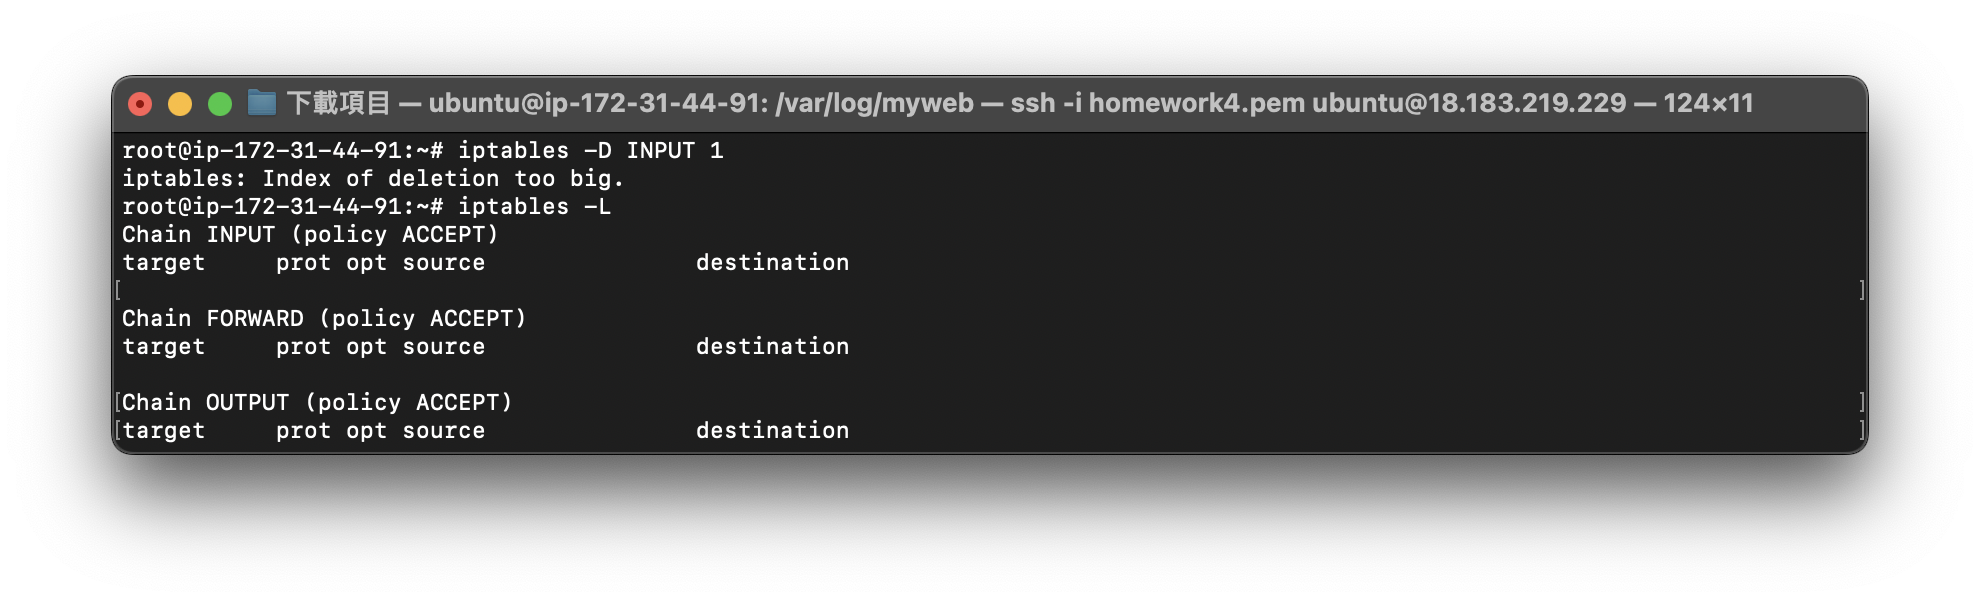 下載項目 — ubuntu@ip-172-31-44-91: /var/log/myweb — ssh -i homework4.pem ubuntu@18.183.219.229 — 124×11
root@ip-172-31-44-91:~# iptables -D INPUT 1
iptables: Index of deletion too big.
root@ip-172-31-44-91:~# iptables -L
Chain INPUT (policy ACCEPT)
target     prot opt source               destination
[ ]
Chain FORWARD (policy ACCEPT)
target     prot opt source               destination
[Chain OUTPUT (policy ACCEPT) ]
[target     prot opt source               destination ]